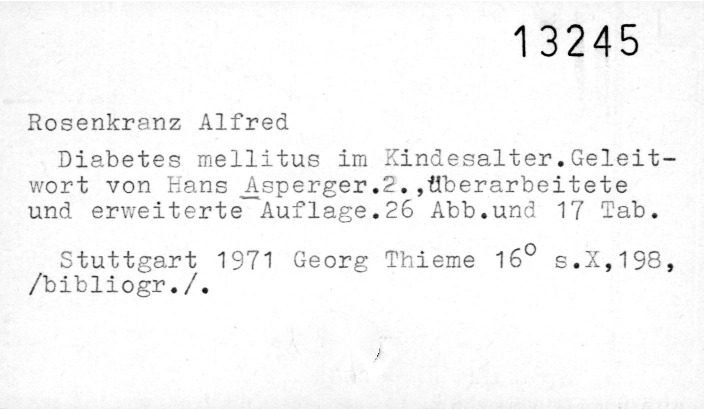 13245
Rosenkranz Alfred
Diabetes mellitus im Kindesalter.Geleit-
wort von Hans Asperger.2.,überarbeitete
und erweiterte Auflage.26 Abb.und 17 Tab.
Stuttgart 1971 Georg Thieme 16° s.X,198,
/bibliogr./.